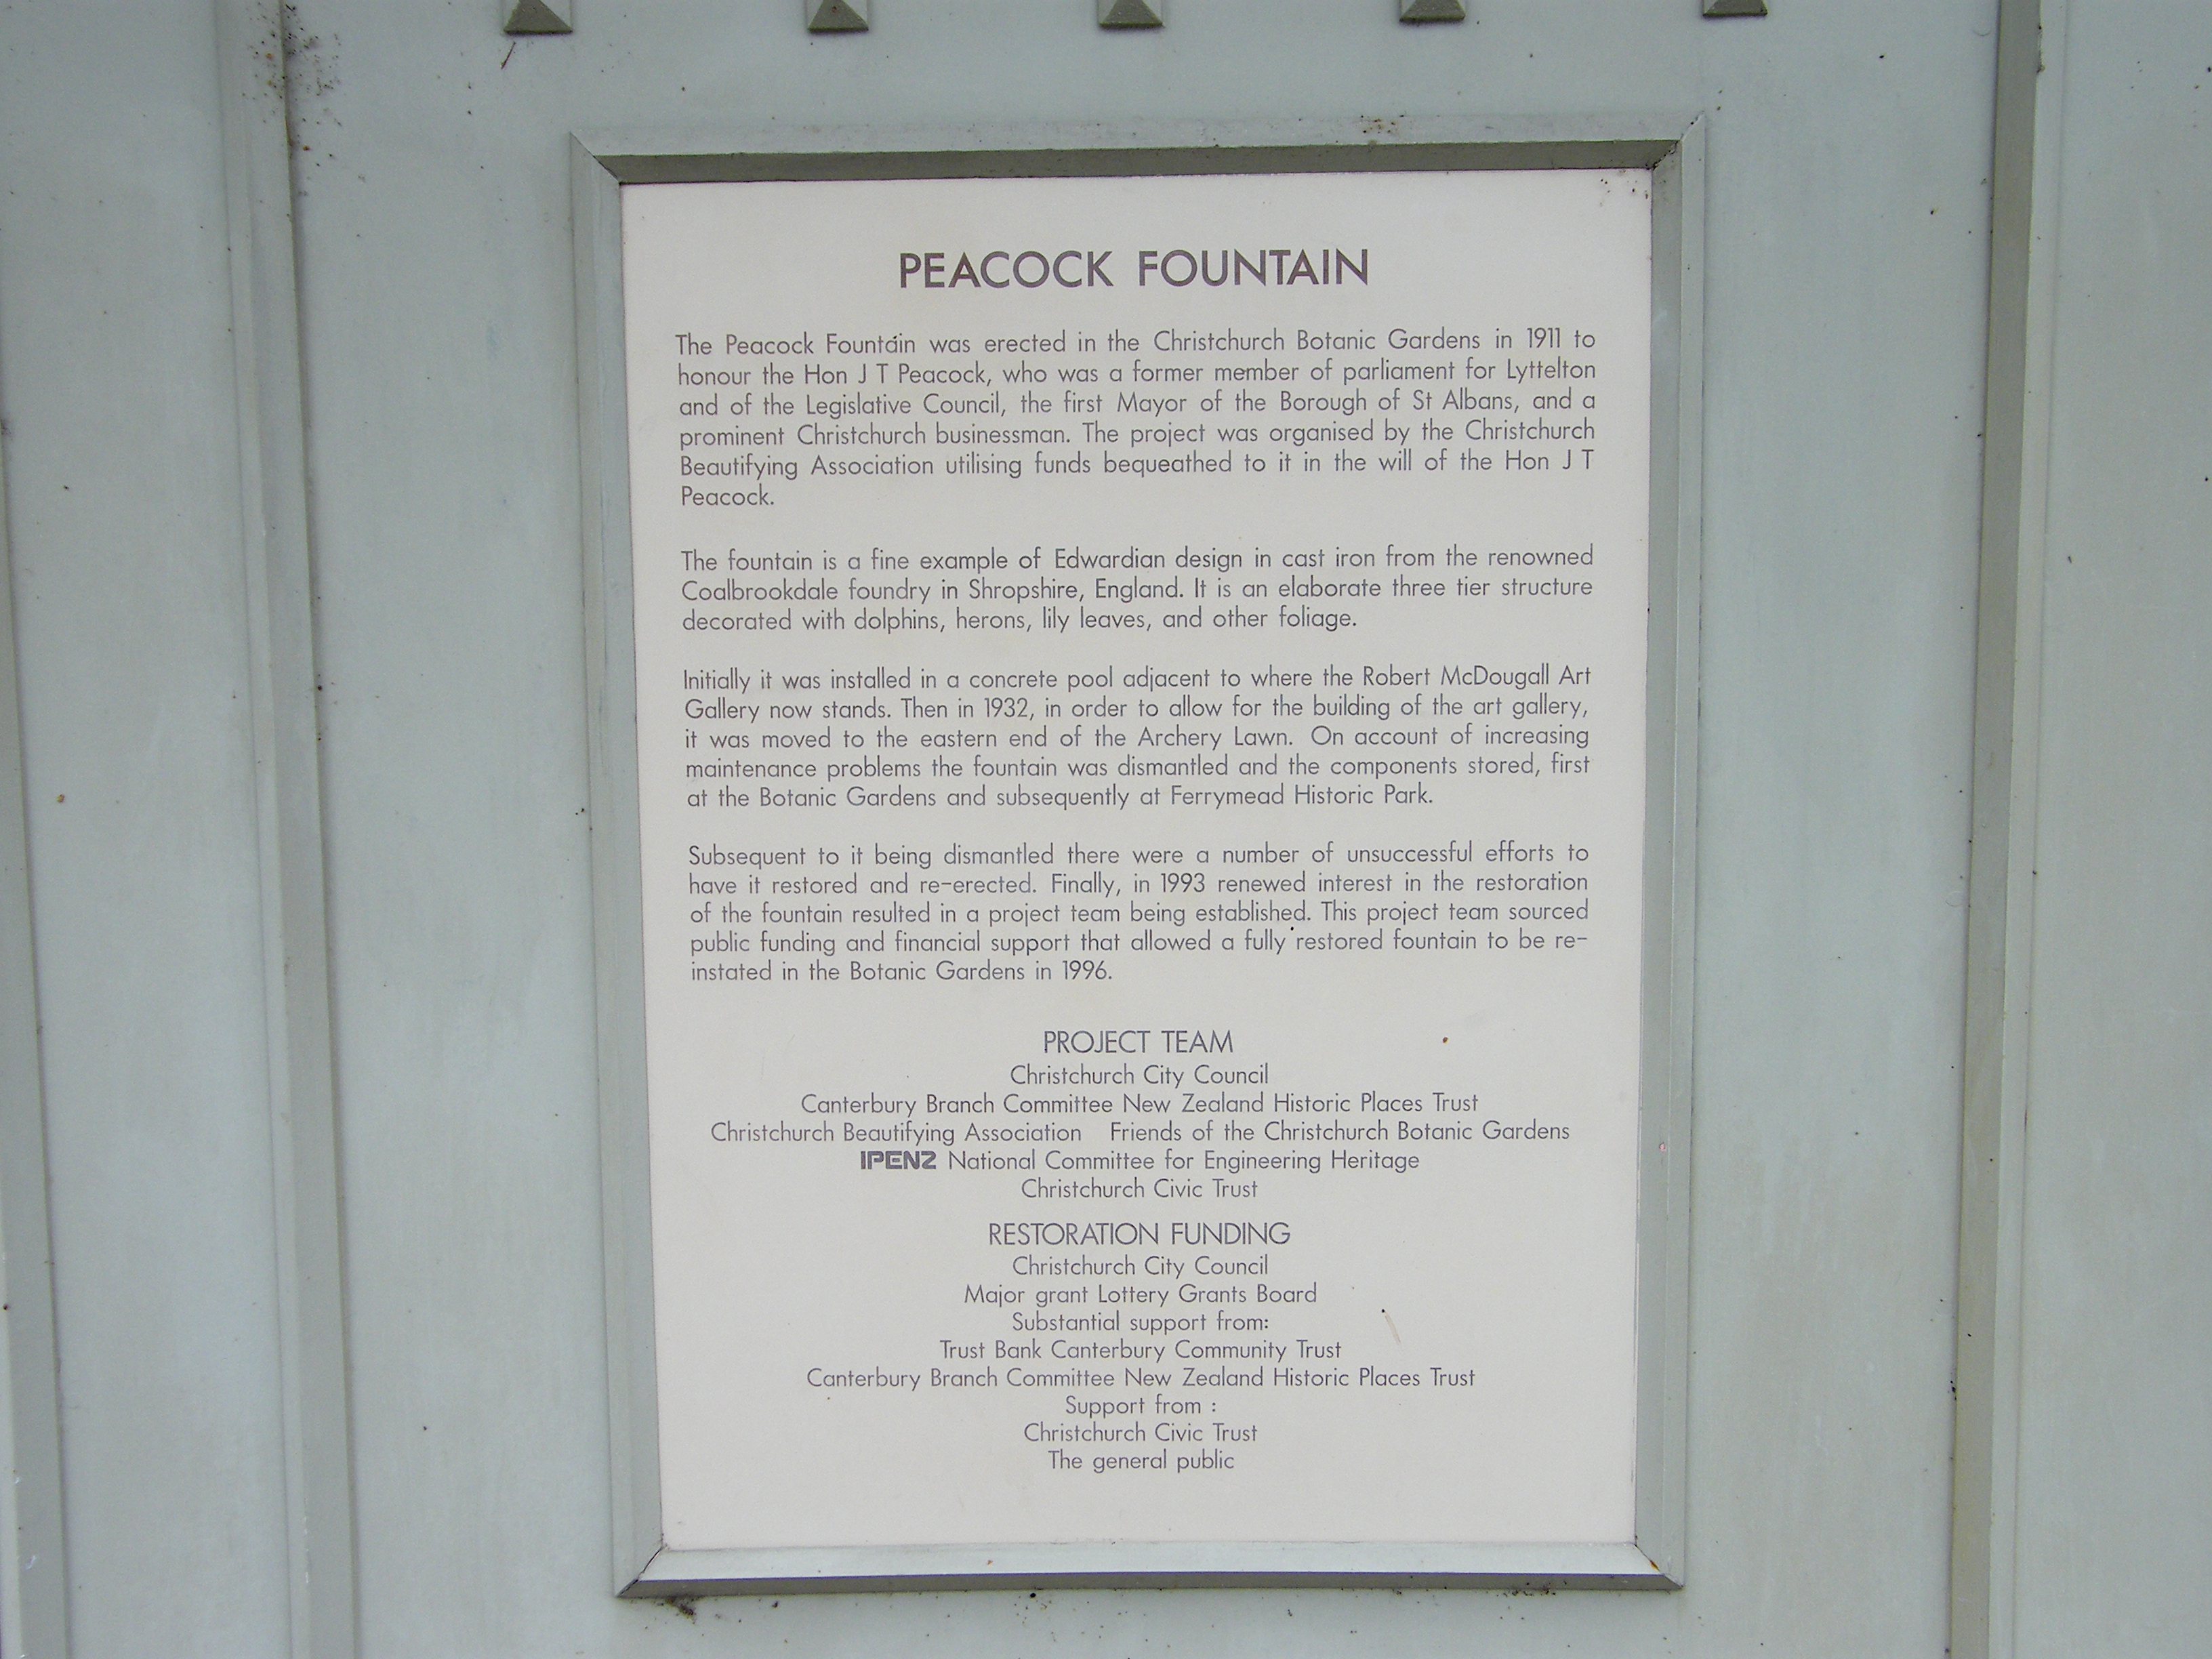 PEACOCK FOUNTAIN
The Peacock Fountain was erected in the Christchurch Botanic Gardens in 1911 to
honour the Hon J T Peacock, who was a former member of parliament for Lyttelton
and of the Legislative Council, the first Mayor of the Borough of St Albans, and a
prominent Christchurch businessman. The project was organised by the Christchurch
Beautifying Association utilising funds bequeathed to it in the will of the Hon J T
Peacock.
The fountain is a fine example of Edwardian design in cast iron from the renowned
Coalbrookdale foundry in Shropshire, England. It is an elaborate three tier structure
decorated with dolphins, herons, lily leaves, and other foliage.
Initially it was installed in a concrete pool adjacent to where the Robert McDougall Art
Gallery now stands. Then in 1932, in order to allow for the building of the art gallery,
it was moved to the eastern end of the Archery Lawn. On account of increasing
maintenance problems the fountain was dismantled and the components stored, first
at the Botanic Gardens and subsequently at Ferrymead Historic Park.
Subsequent to it being dismantled there were a number of unsuccessful efforts to
have it restored and re-erected. Finally, in 1993 renewed interest in the restoration
of the fountain resulted in a project team being established. This project team sourced
public funding and financial support that allowed a fully restored fountain to be re-
instated in the Botanic Gardens in 1996.
PROJECT TEAM
Christchurch City Council
Canterbury Branch Committee New Zealand Historic Places Trust
Christchurch Beautifying Association Friends of the Christchurch Botanic Gardens
IPENZ National Committee for Engineering Heritage
Christchurch Civic Trust
RESTORATION FUNDING
Christchurch City Council
Major grant Lottery Grants Board
Substantial support from:
Trust Bank Canterbury Community Trust
Canterbury Branch Committee New Zealand Historic Places Trust
Support from :
Christchurch Civic Trust
The general public